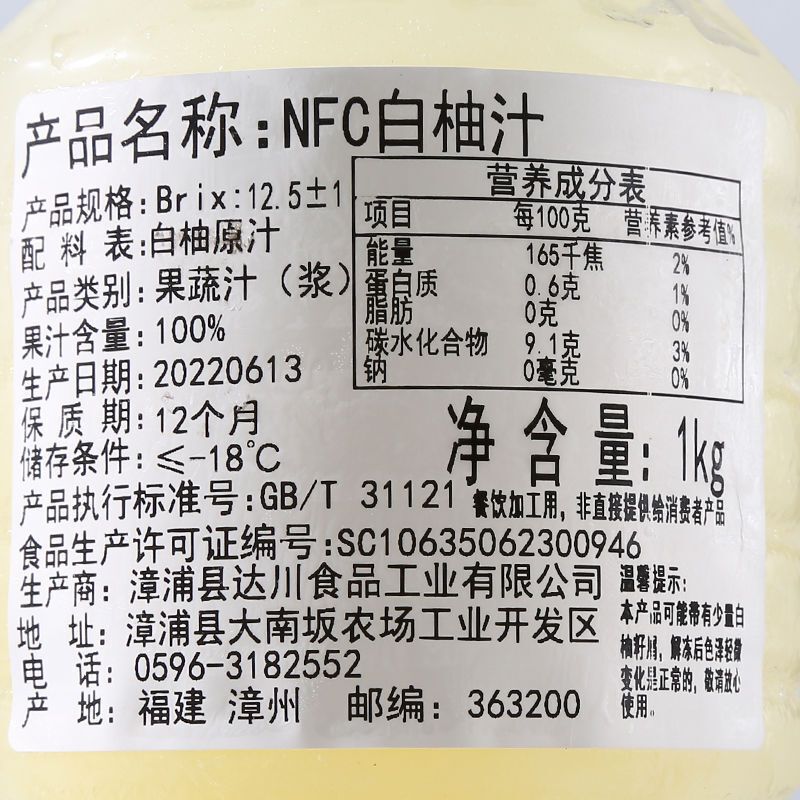 产品名称:NFC白柚汁
产品规格:Brix:12.5±1
配料表:白柚原汁
产品类别:果蔬汁（浆）
果汁含量:100%
生产日期:20220613
保质期:12个月
储存条件:≤-18℃
营养成分表
项目 每100克 营养素参考值%
能量 165千焦 2%
蛋白质 0.6克 1%
脂肪 0克 0%
碳水化合物 9.1克 3%
钠 0毫克 0%
净含量:1kg
产品执行标准号:GB/T 31121
餐饮加工用，非直接提供给消费者产品
食品生产许可证编号:SC10635062300946
生产商:漳浦县达川食品工业有限公司
地址:漳浦县大南坂农场工业开发区
电话:0596-3182552
产地:福建 漳州 邮编:363200
温馨提示:
本产品可能带有少量白
柚籽屑，解冻后色泽轻微
变化是正常的，敬请放心
使用。